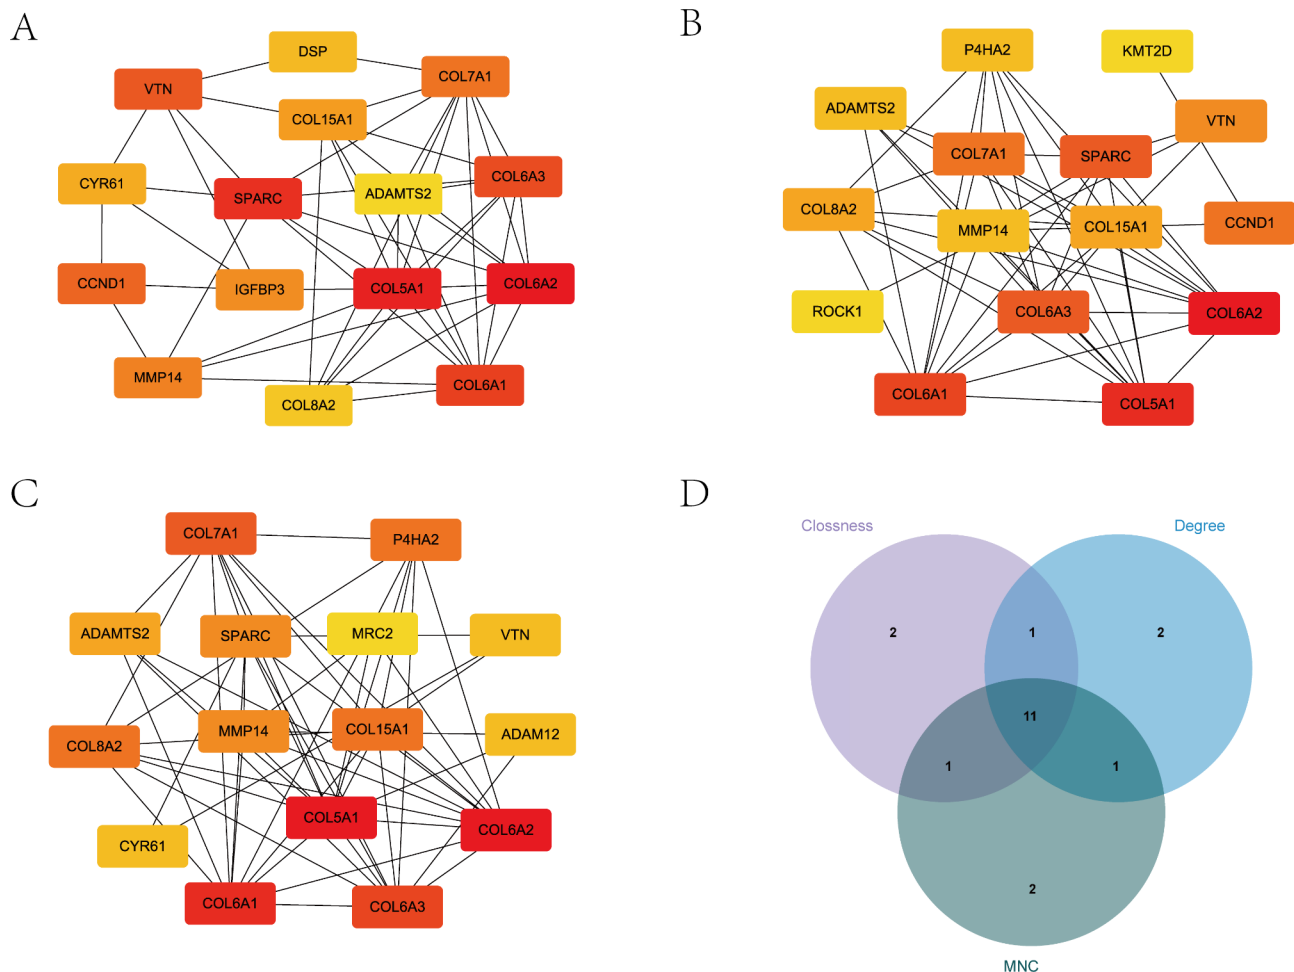 A
DSP
COL7A1
VTN
COL15A1
COL6A3
CYR61
SPARC
ADAMTS2
CCND1
IGFBP3
COL5A1
COL6A2
MMP14
COL8A2
COL6A1
B
P4HA2
KMT2D
ADAMTS2
VTN
COL7A1
SPARC
COL8A2
MMP14
COL15A1
CCND1
ROCK1
COL6A3
COL6A2
COL6A1
COL5A1
C
COL7A1
P4HA2
ADAMTS2
SPARC
MRC2
VTN
COL8A2
MMP14
COL15A1
ADAM12
CYR61
COL5A1
COL6A2
COL6A1
COL6A3
D
Clossness
Degree
2
1
2
11
1
1
2
MNC